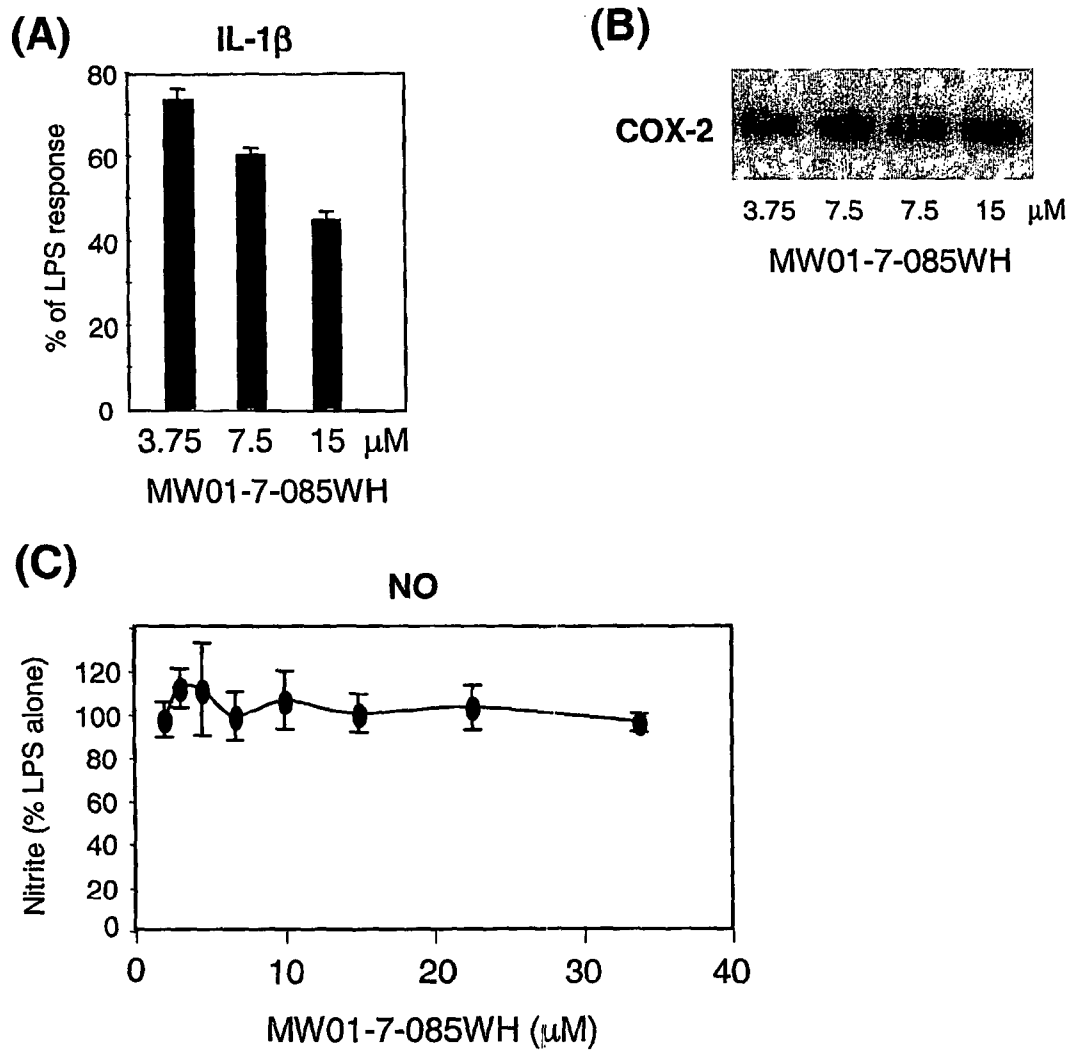 (A)
IL-1β
% of LPS response
80
60
40
20
0
3.75 7.5 15 μM
MW01-7-085WH
(B)
COX-2
3.75 7.5 7.5 15 μM
MW01-7-085WH
(C)
NO
Nitrite (% LPS alone)
120
100
80
60
40
20
0
0 10 20 30 40
MW01-7-085WH (μM)